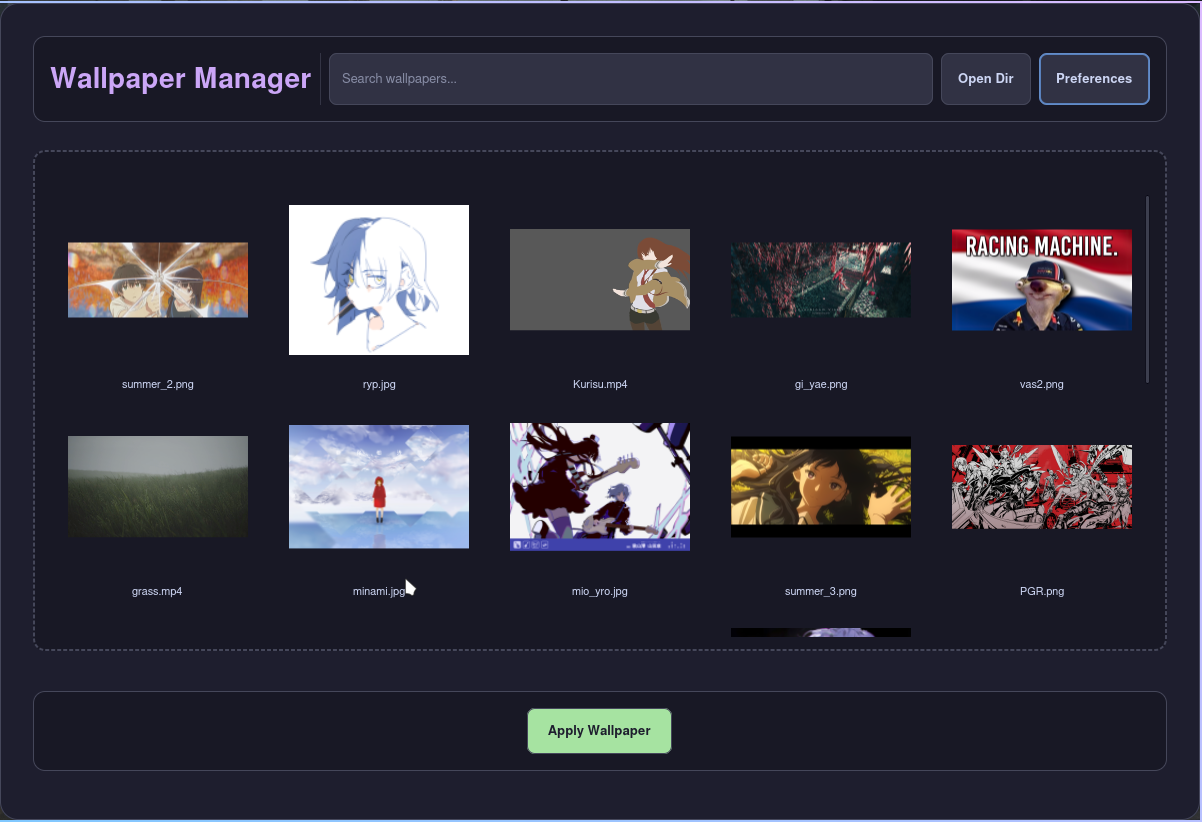 Wallpaper Manager
Search wallpapers...
Open Dir
Preferences
RACING MACHINE.
summer_2.png
ryp.jpg
Kurisu.mp4
gi_yae.png
vas2.png
grass.mp4
minami.jpg
mio_yro.jpg
summer_3.png
PGR.png
Apply Wallpaper